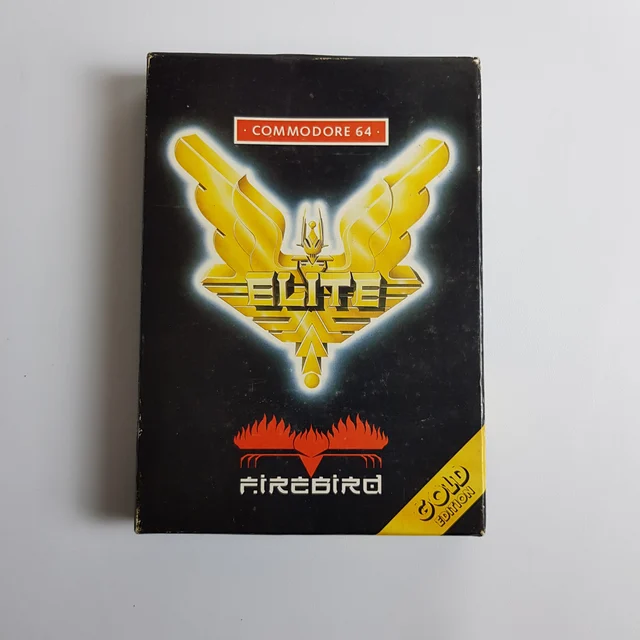 · COMMODORE 64 ·
ELITE
FIREBIRD
GOLD
EDITION